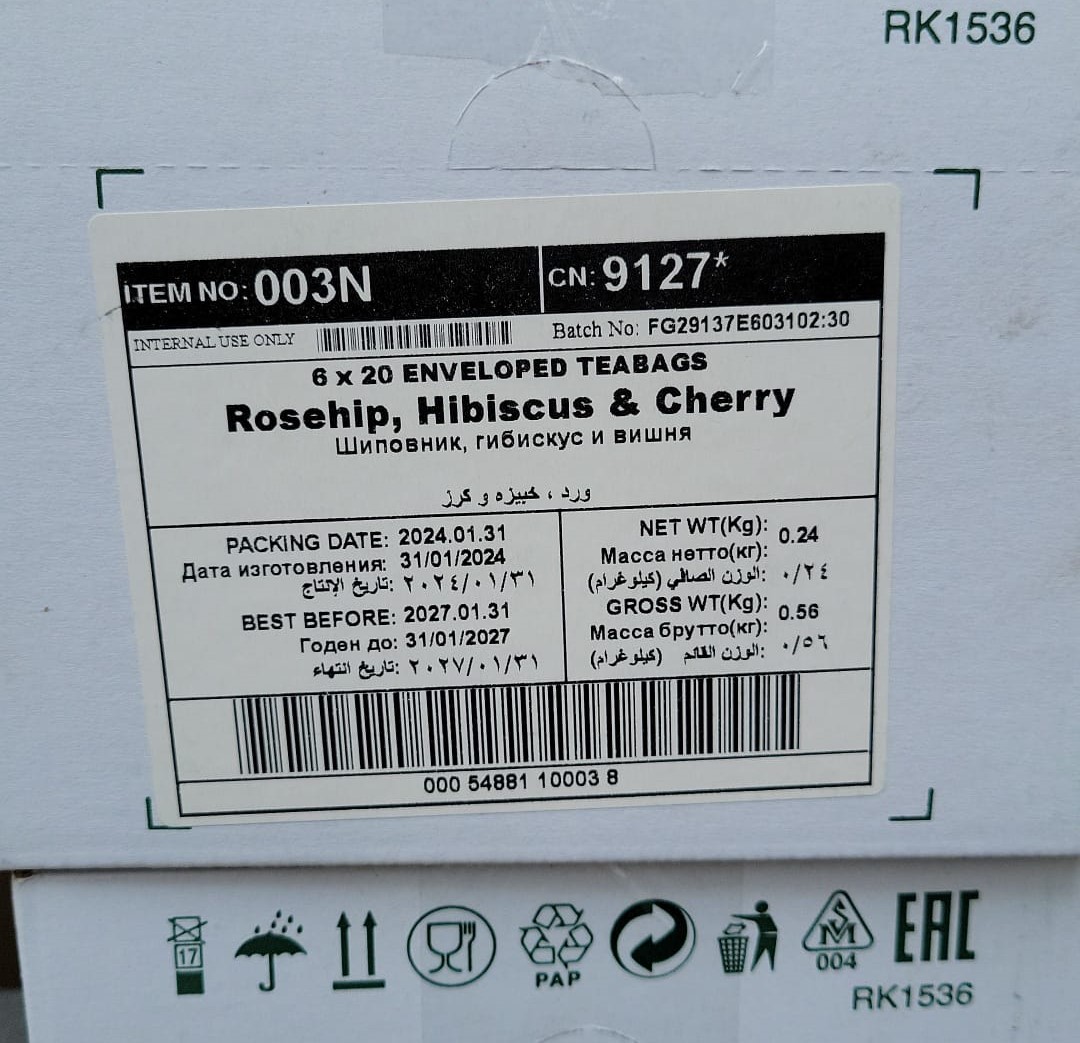 RK1536
ITEM NO: 003N
CN: 9127*
INTERNAL USE ONLY
Batch No: FG29137E603102:30
6 x 20 ENVELOPED TEABAGS
Rosehip, Hibiscus & Cherry
Шиповник, гибискус и вишня
ورد ، خبيزه و كرز
PACKING DATE: 2024.01.31
Дата изготовления: 31/01/2024
تاريخ الإنتاج: ٢٠٢٤/٠١/٣١
BEST BEFORE: 2027.01.31
Годен до: 31/01/2027
تاريخ انتهاء: ٢٠٢٧/٠١/٣١
NET WT(Kg): 0.24
Масса нетто(кг):
الوزن الصافي (كيلوغرام): ٠/٢٤
GROSS WT(Kg): 0.56
Масса брутто(кг):
الوزن القائم (كيلوغرام): ٠/٥٦
000 54881 10003 8
17
PAP
SM
004
EAC
RK1536